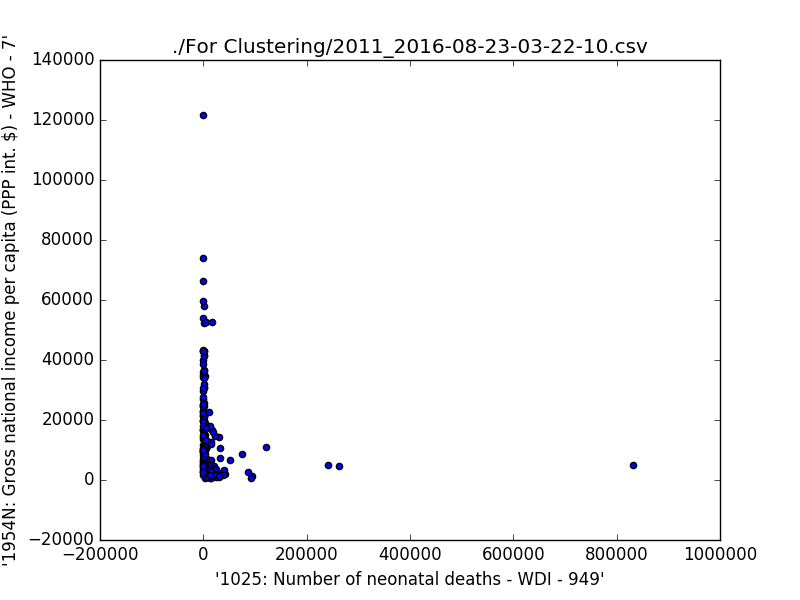 ./For Clustering/2011_2016-08-23-03-22-10.csv
'1954N: Gross national income per capita (PPP int. $) - WHO - 7'
140000
120000
100000
80000
60000
40000
20000
0
−20000
−200000 0 200000 400000 600000 800000 1000000
'1025: Number of neonatal deaths - WDI - 949'